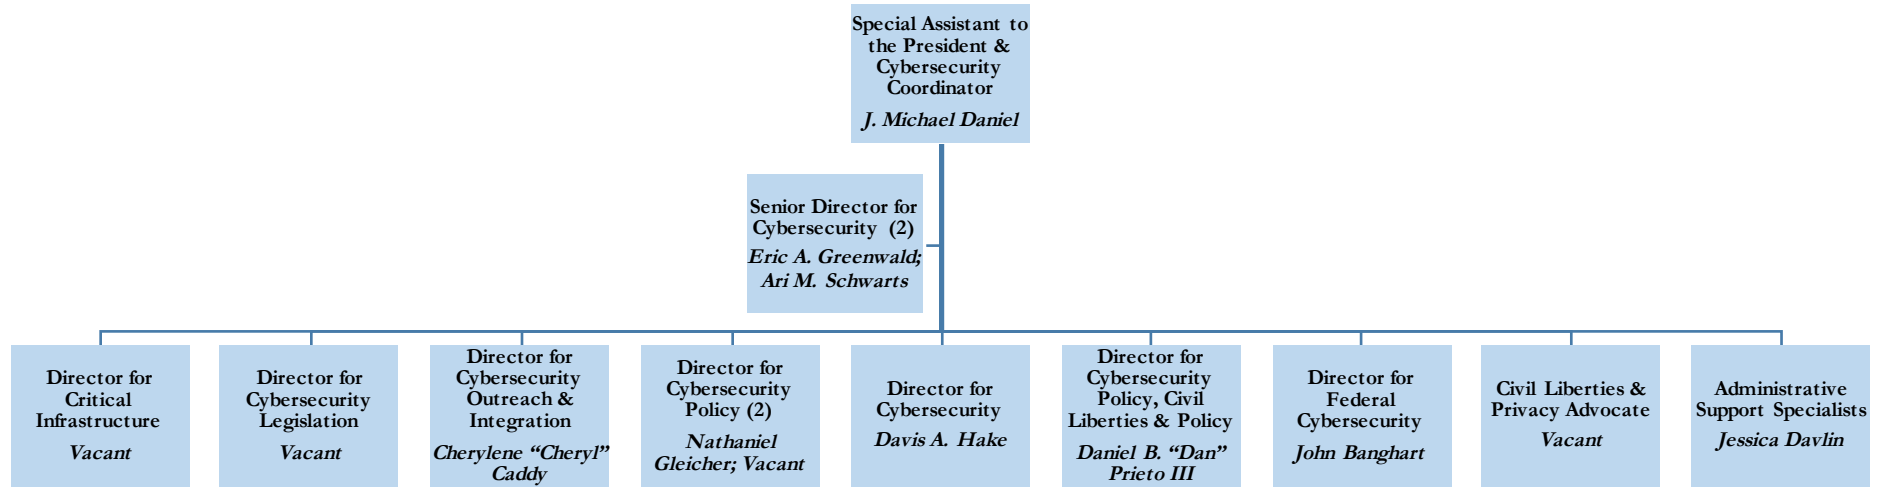 Special Assistant to
the President &
Cybersecurity
Coordinator
J. Michael Daniel
Senior Director for
Cybersecurity (2)
Eric A. Greenwald;
Ari M. Schwarts
Director for
Critical
Infrastructure
Vacant
Director for
Cybersecurity
Legislation
Vacant
Director for
Cybersecurity
Outreach &
Integration
Cherylene “Cheryl”
Caddy
Director for
Cybersecurity
Policy (2)
Nathaniel
Gleicher; Vacant
Director for
Cybersecurity
Davis A. Hake
Director for
Cybersecurity
Policy, Civil
Liberties & Policy
Daniel B. “Dan”
Prieto III
Director for
Federal
Cybersecurity
John Banghart
Civil Liberties &
Privacy Advocate
Vacant
Administrative
Support Specialists
Jessica Davlin